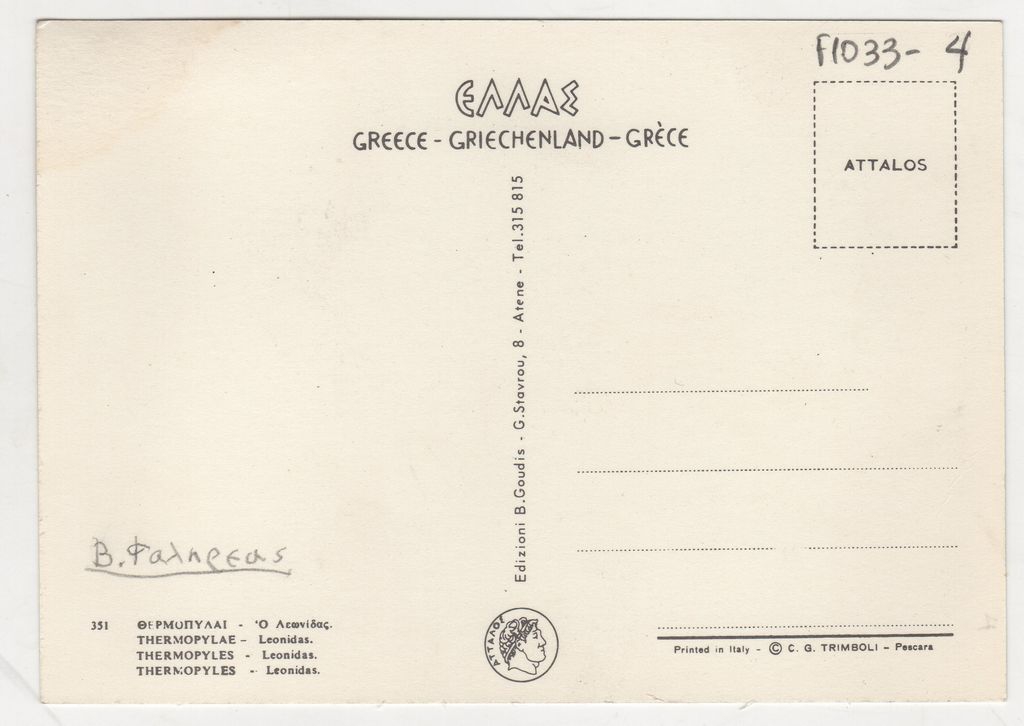 F1033- 4
ΕΛΛΑΣ
GREECE - GRIECHENLAND - GRÈCE
ATTALOS
Edizioni B.Goudis - G.Stavrou, 8 - Atene - Tel.315 815
Β. Φαληρεας
351 ΘΕΡΜΟΠΥΛΑΙ - Ὁ Λεωνίδας.
THERMOPYLAE - Leonidas.
THERMOPYLES - Leonidas.
THERMOPYLES - Leonidas.
ΑΤΤΑΛΟΣ
Printed in Italy - © C. G. TRIMBOLI - Pescara